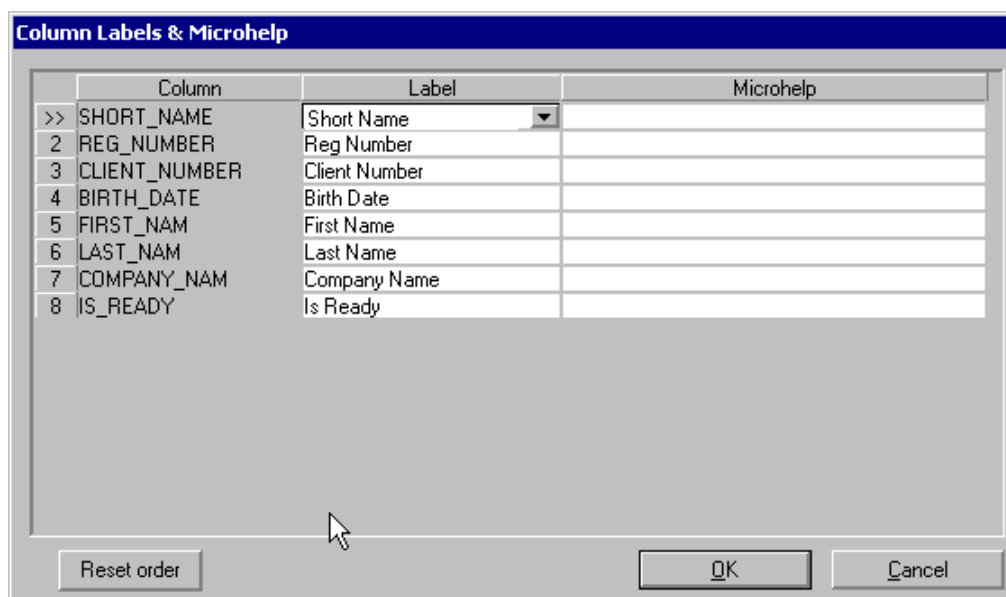 Column Labels & Microhelp
Column Label Microhelp
>> SHORT_NAME Short Name
2 REG_NUMBER Reg Number
3 CLIENT_NUMBER Client Number
4 BIRTH_DATE Birth Date
5 FIRST_NAM First Name
6 LAST_NAM Last Name
7 COMPANY_NAM Company Name
8 IS_READY Is Ready
Reset order OK Cancel